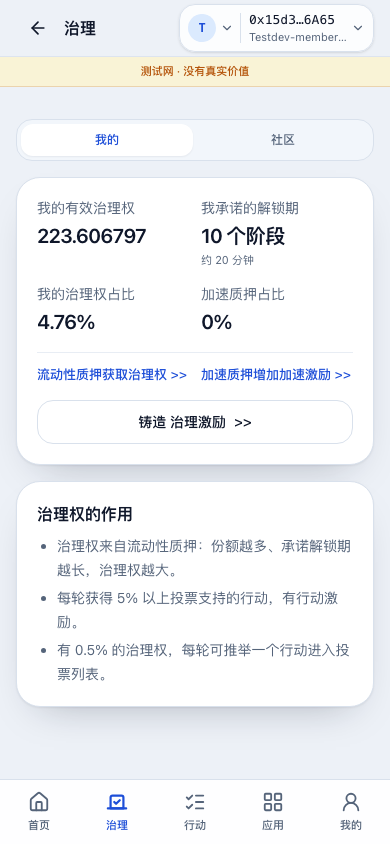 治理
T
0x15d3…6A65
Testdev-member...
测试网 · 没有真实价值
我的
社区
我的有效治理权
我承诺的解锁期
223.606797
10 个阶段
约 20 分钟
我的治理权占比
加速质押占比
4.76%
0%
流动性质押获取治理权 >>
加速质押增加加速激励 >>
铸造 治理激励 >>
治理权的作用
• 治理权来自流动性质押：份额越多、承诺解锁期
越长，治理权越大。
• 每轮获得 5% 以上投票支持的行动，有行动激
励。
• 有 0.5% 的治理权，每轮可推举一个行动进入投
票列表。
首页
治理
行动
应用
我的